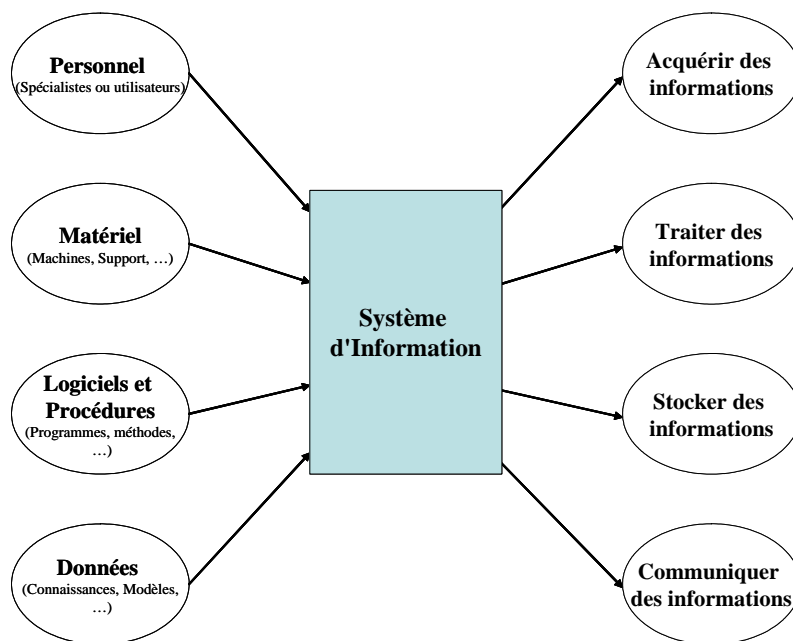 Personnel
(Spécialistes ou utilisateurs)
Matériel
(Machines, Support, …)
Logiciels et
Procédures
(Programmes, méthodes,
…)
Données
(Connaissances, Modèles,
…)
Système
d'Information
Acquérir des
informations
Traiter des
informations
Stocker des
informations
Communiquer
des informations